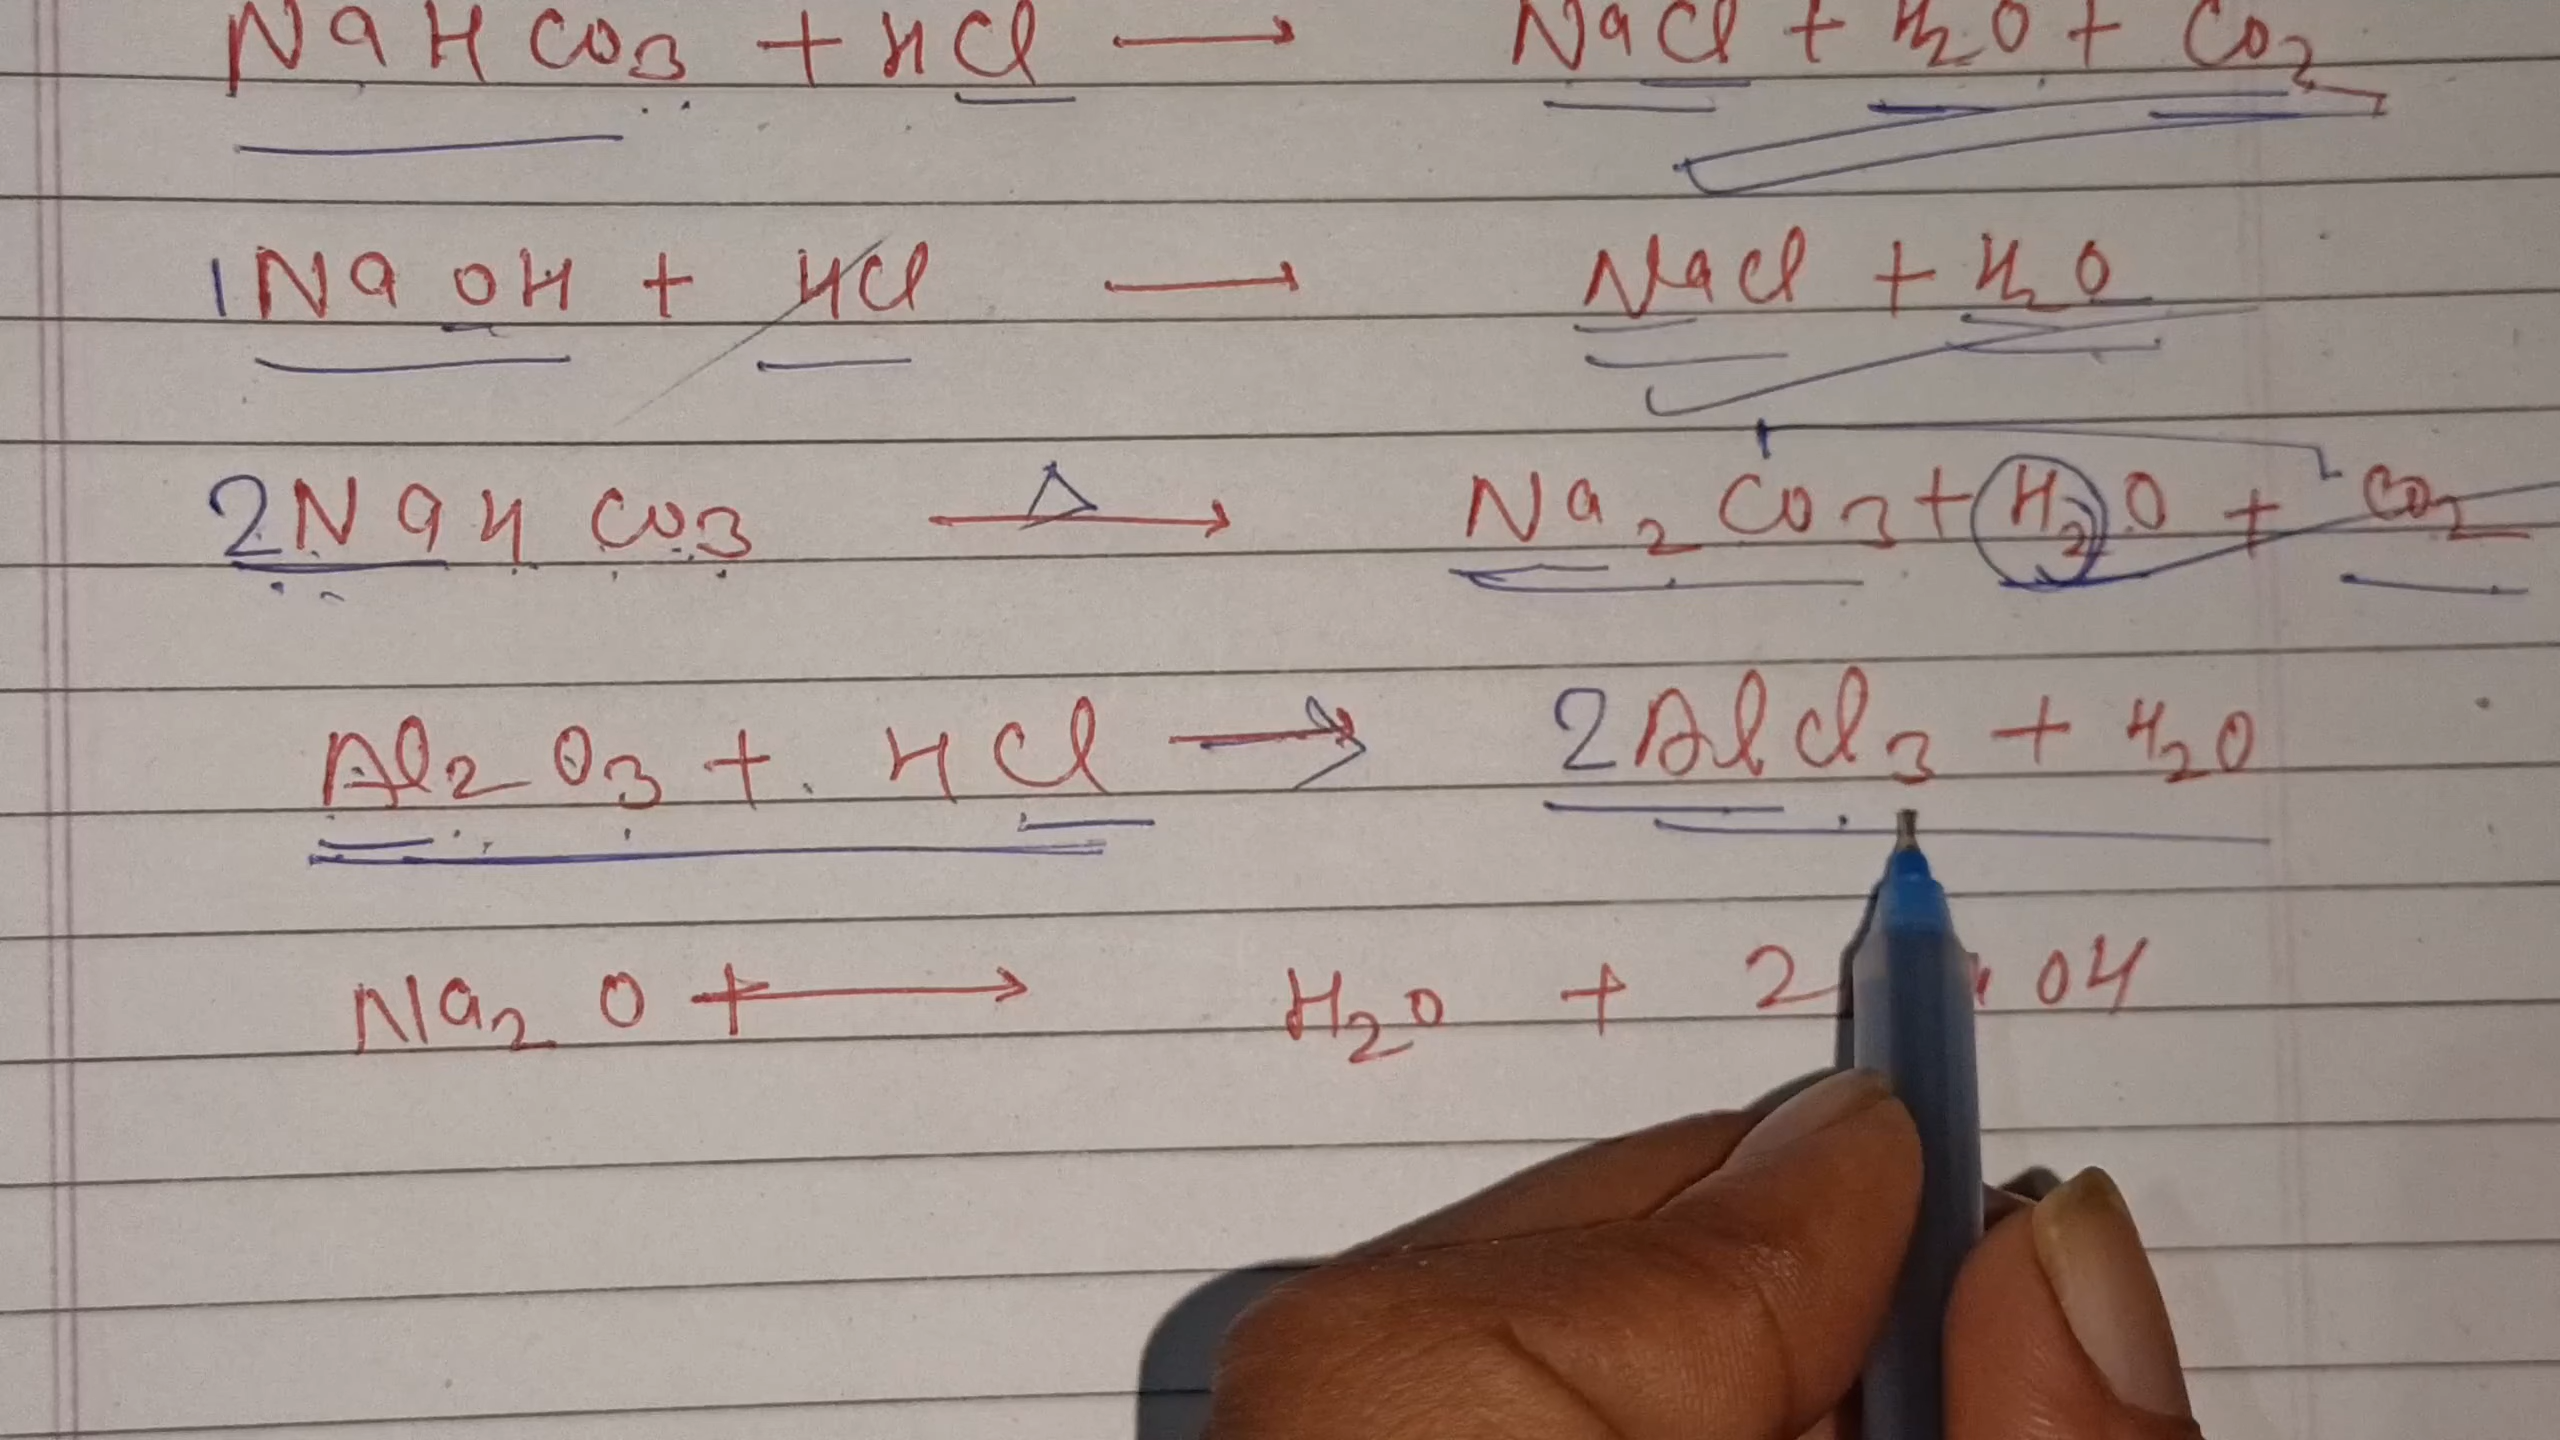 NaHCO3 + HCl → NaCl + H2O + CO2
1NaOH + HCl → NaCl + H2O
2NaHCO3 △→ Na2CO3 + H2O + CO2
Al2O3 + HCl → 2AlCl3 + H2O
Na2O + → H2O + 2 OH